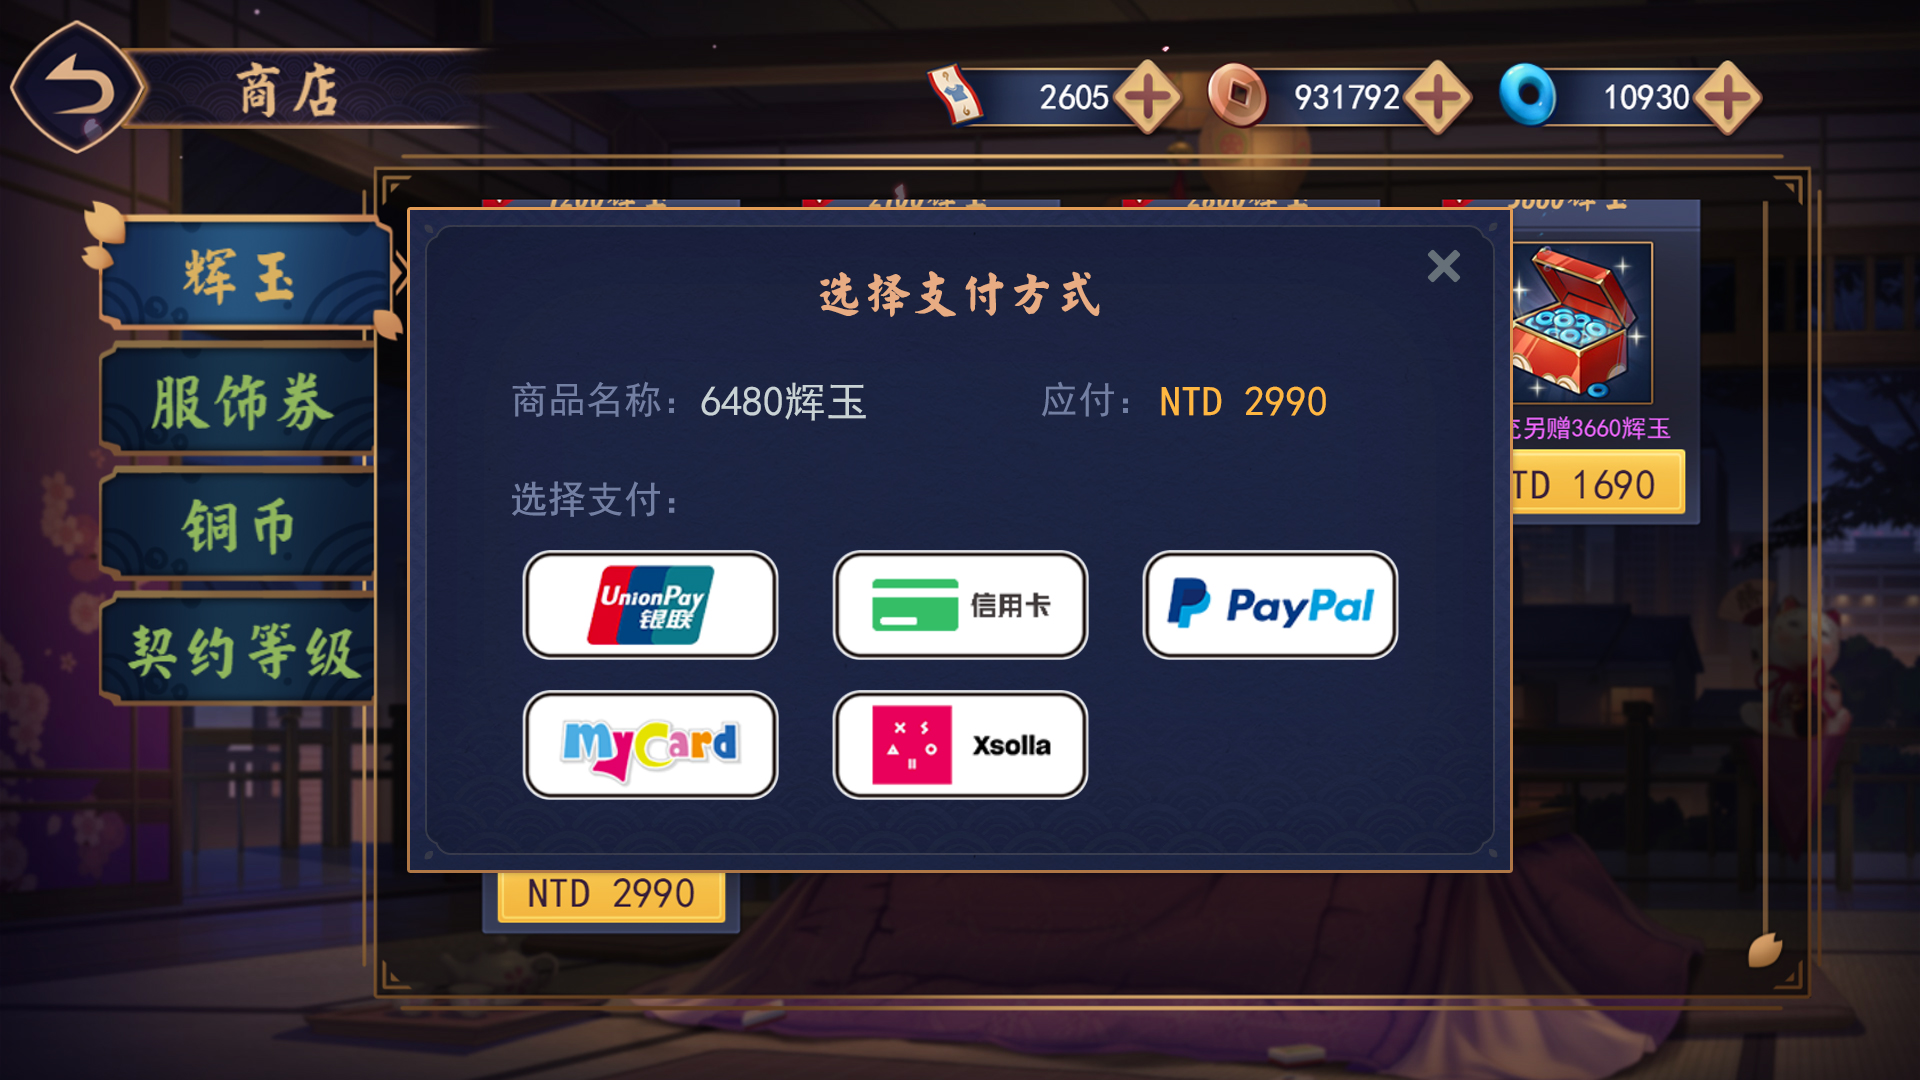 商店
2605
931792
10930
辉玉
服饰券
铜币
契约等级
选择支付方式
商品名称：6480辉玉
应付：NTD 2990
选择支付：
UnionPay
银联
信用卡
PayPal
MyCard
XSOLLA
Xsolla
另赠3660辉玉
TD 1690
NTD 2990